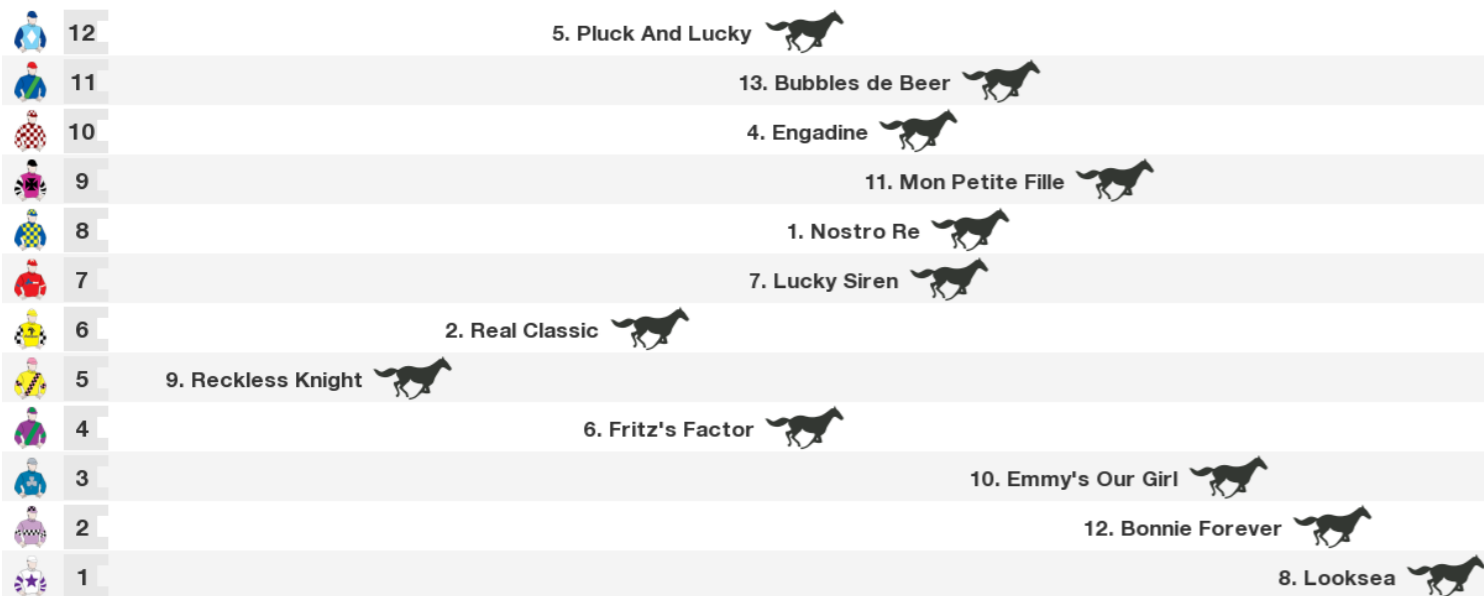 12 5. Pluck And Lucky
11 13. Bubbles de Beer
10 4. Engadine
9 11. Mon Petite Fille
8 1. Nostro Re
7 7. Lucky Siren
6 2. Real Classic
5 9. Reckless Knight
4 6. Fritz's Factor
3 10. Emmy's Our Girl
2 12. Bonnie Forever
1 8. Looksea